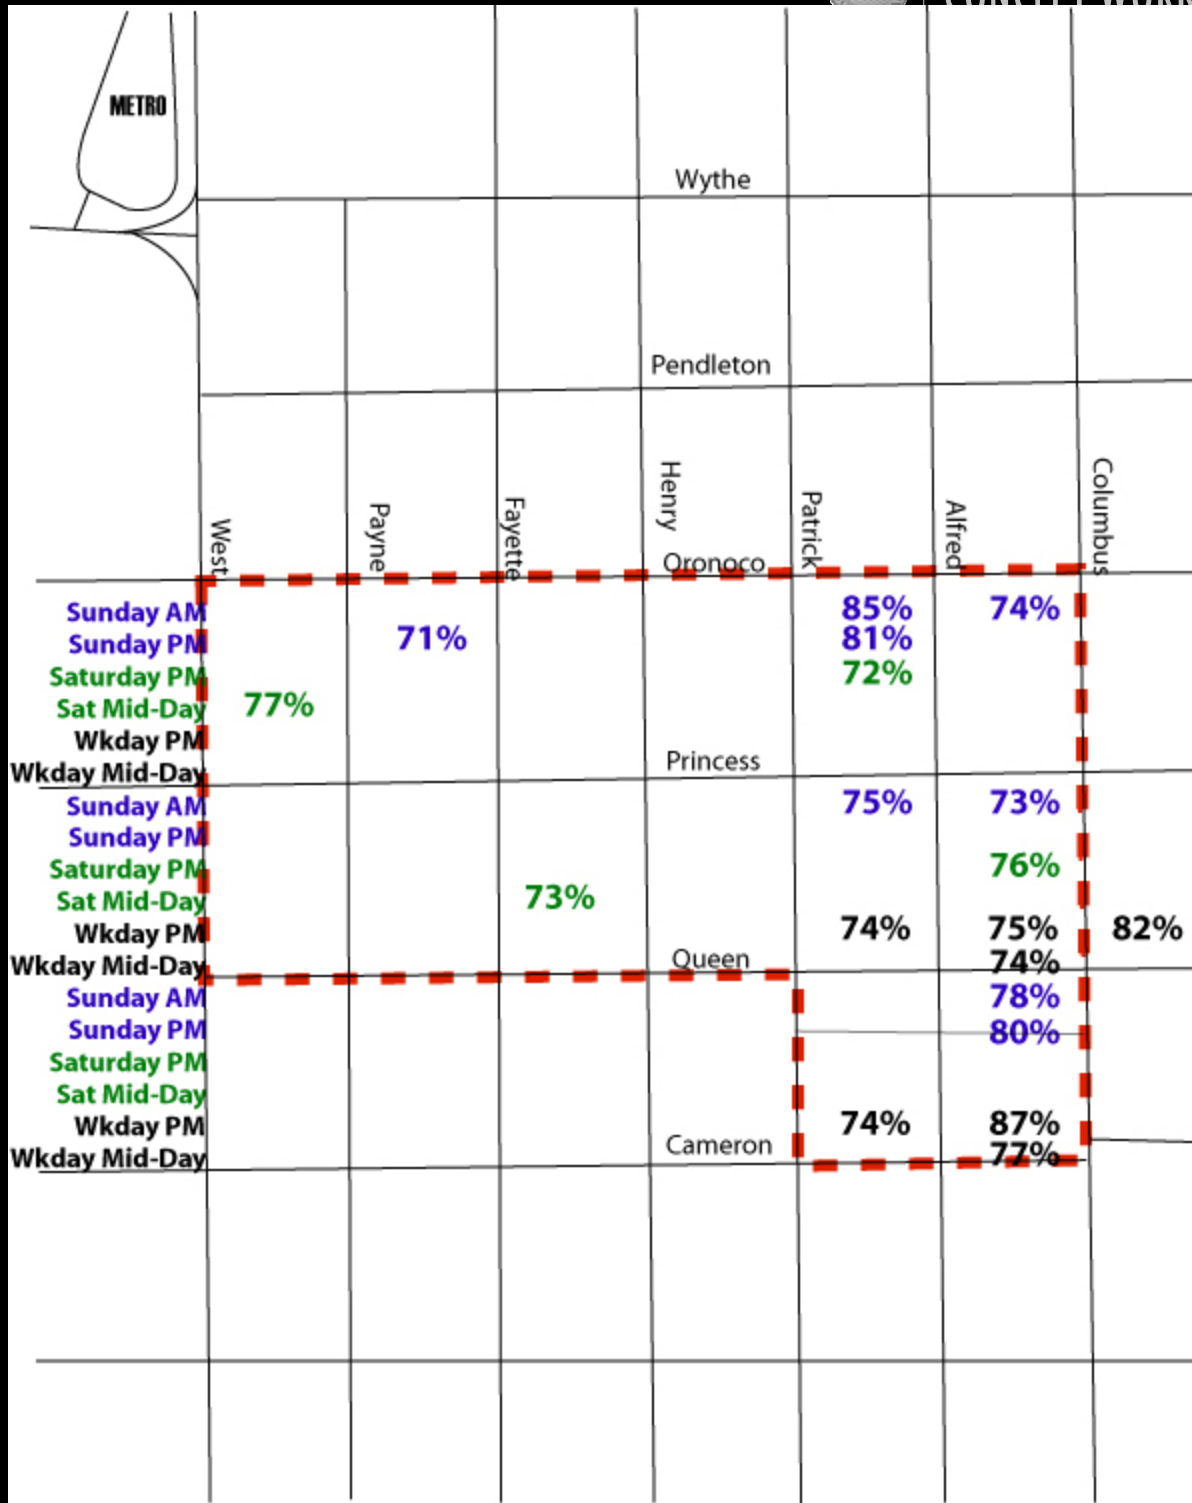 METRO
Wythe
Pendleton
West
Payne
Fayette
Henry
Patrick
Alfred
Columbus
Oronoco
Sunday AM 85% 74%
Sunday PM 71% 81%
Saturday PM 72%
Sat Mid-Day 77%
Wkday PM
Wkday Mid-Day
Princess
Sunday AM 75% 73%
Sunday PM
Saturday PM 76%
Sat Mid-Day 73%
Wkday PM 74% 75% 82%
Wkday Mid-Day 74%
Queen
Sunday AM 78%
Sunday PM 80%
Saturday PM
Sat Mid-Day
Wkday PM 74% 87%
Wkday Mid-Day 77%
Cameron